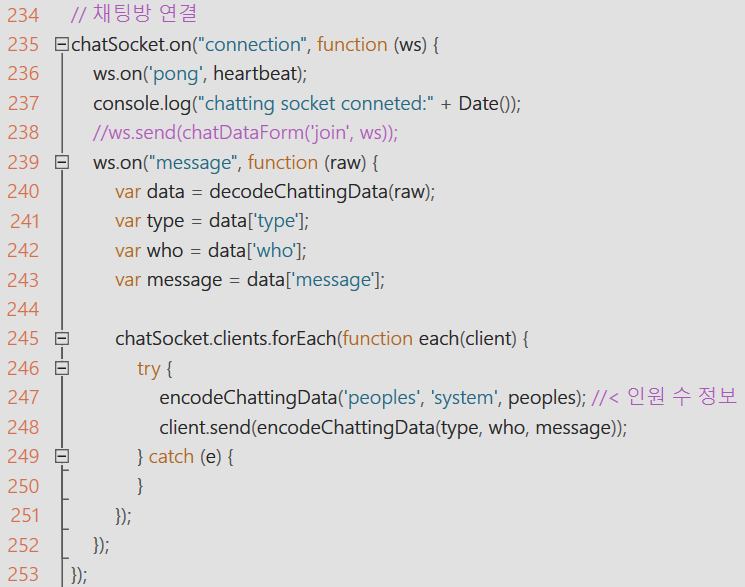 234 // 채팅방 연결
235 chatSocket.on("connection", function (ws) {
236 ws.on('pong', heartbeat);
237 console.log("chatting socket conneted:" + Date());
238 //ws.send(chatDataForm('join', ws));
239 ws.on("message", function (raw) {
240 var data = decodeChattingData(raw);
241 var type = data['type'];
242 var who = data['who'];
243 var message = data['message'];
244
245 chatSocket.clients.forEach(function each(client) {
246 try {
247 encodeChattingData('peoples', 'system', peoples); //< 인원 수 정보
248 client.send(encodeChattingData(type, who, message));
249 } catch (e) {
250 }
251 });
252 });
253 });